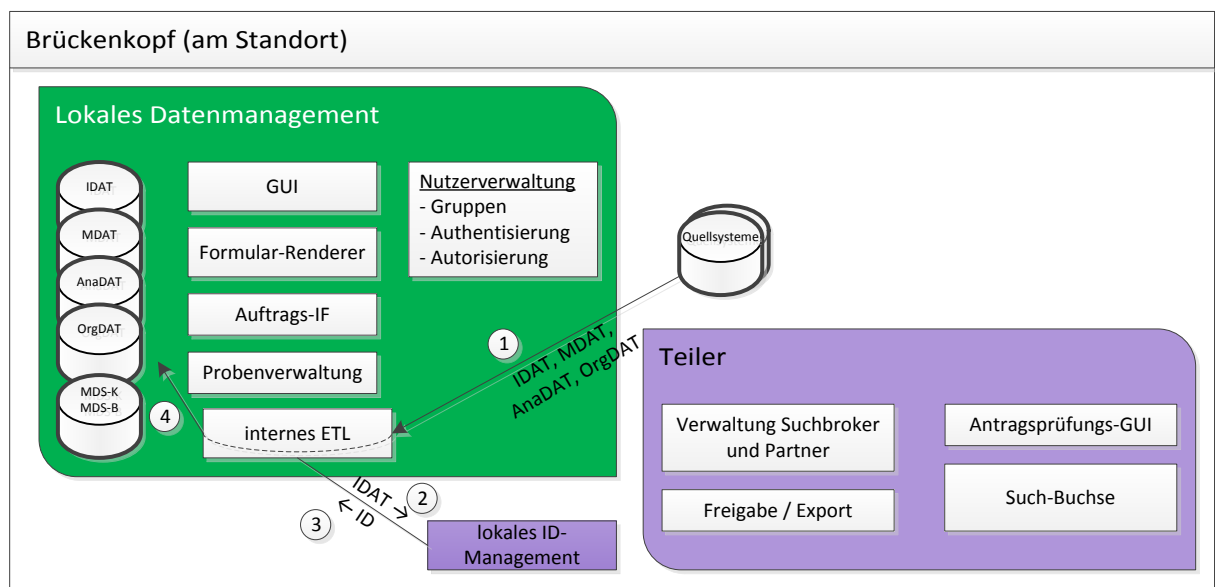 Brückenkopf (am Standort)
Lokales Datenmanagement
IDAT
MDAT
AnaDAT
OrgDAT
MDS-K
MDS-B
GUI
Formular-Renderer
Auftrags-IF
Probenverwaltung
internes ETL
Nutzerverwaltung
- Gruppen
- Authentisierung
- Autorisierung
Quellsysteme
1
IDAT, MDAT,
AnaDAT, OrgDAT
4
IDAT →
2
3
← ID
lokales ID-
Management
Teiler
Verwaltung Suchbroker
und Partner
Freigabe / Export
Antragsprüfungs-GUI
Such-Buchse